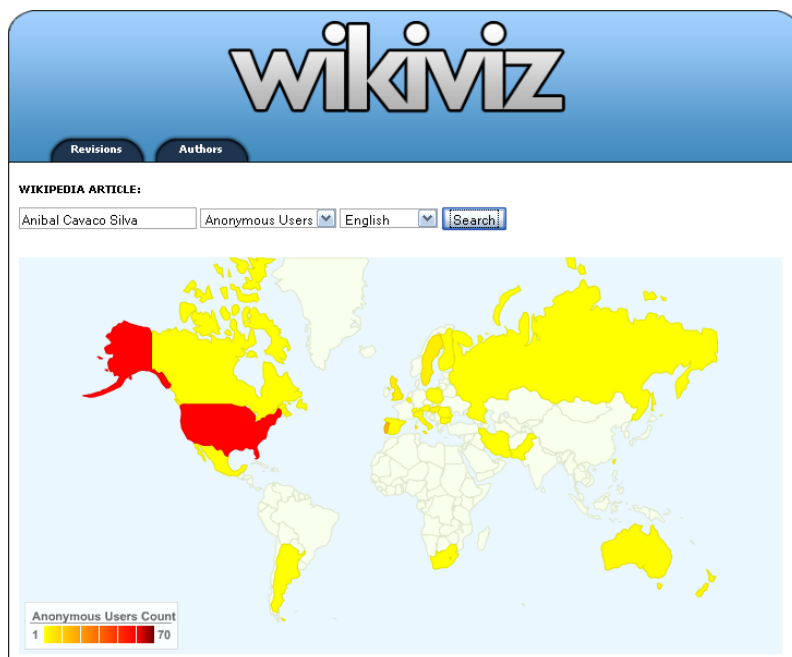 wikiviz
Revisions Authors
WIKIPEDIA ARTICLE:
Anibal Cavaco Silva Anonymous Users English Search
Anonymous Users Count
1 70